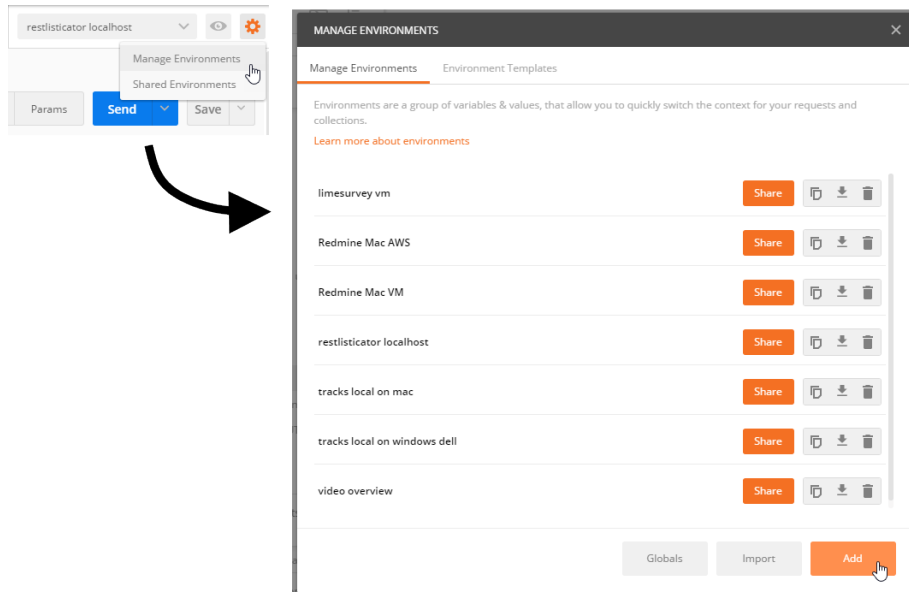 restlisticator localhost
Manage Environments
Shared Environments
Params
Send
Save
MANAGE ENVIRONMENTS
Manage Environments
Environment Templates
Environments are a group of variables & values, that allow you to quickly switch the context for your requests and
collections.
Learn more about environments
limesurvey vm
Share
Redmine Mac AWS
Share
Redmine Mac VM
Share
restlisticator localhost
Share
tracks local on mac
Share
tracks local on windows dell
Share
video overview
Share
Globals
Import
Add